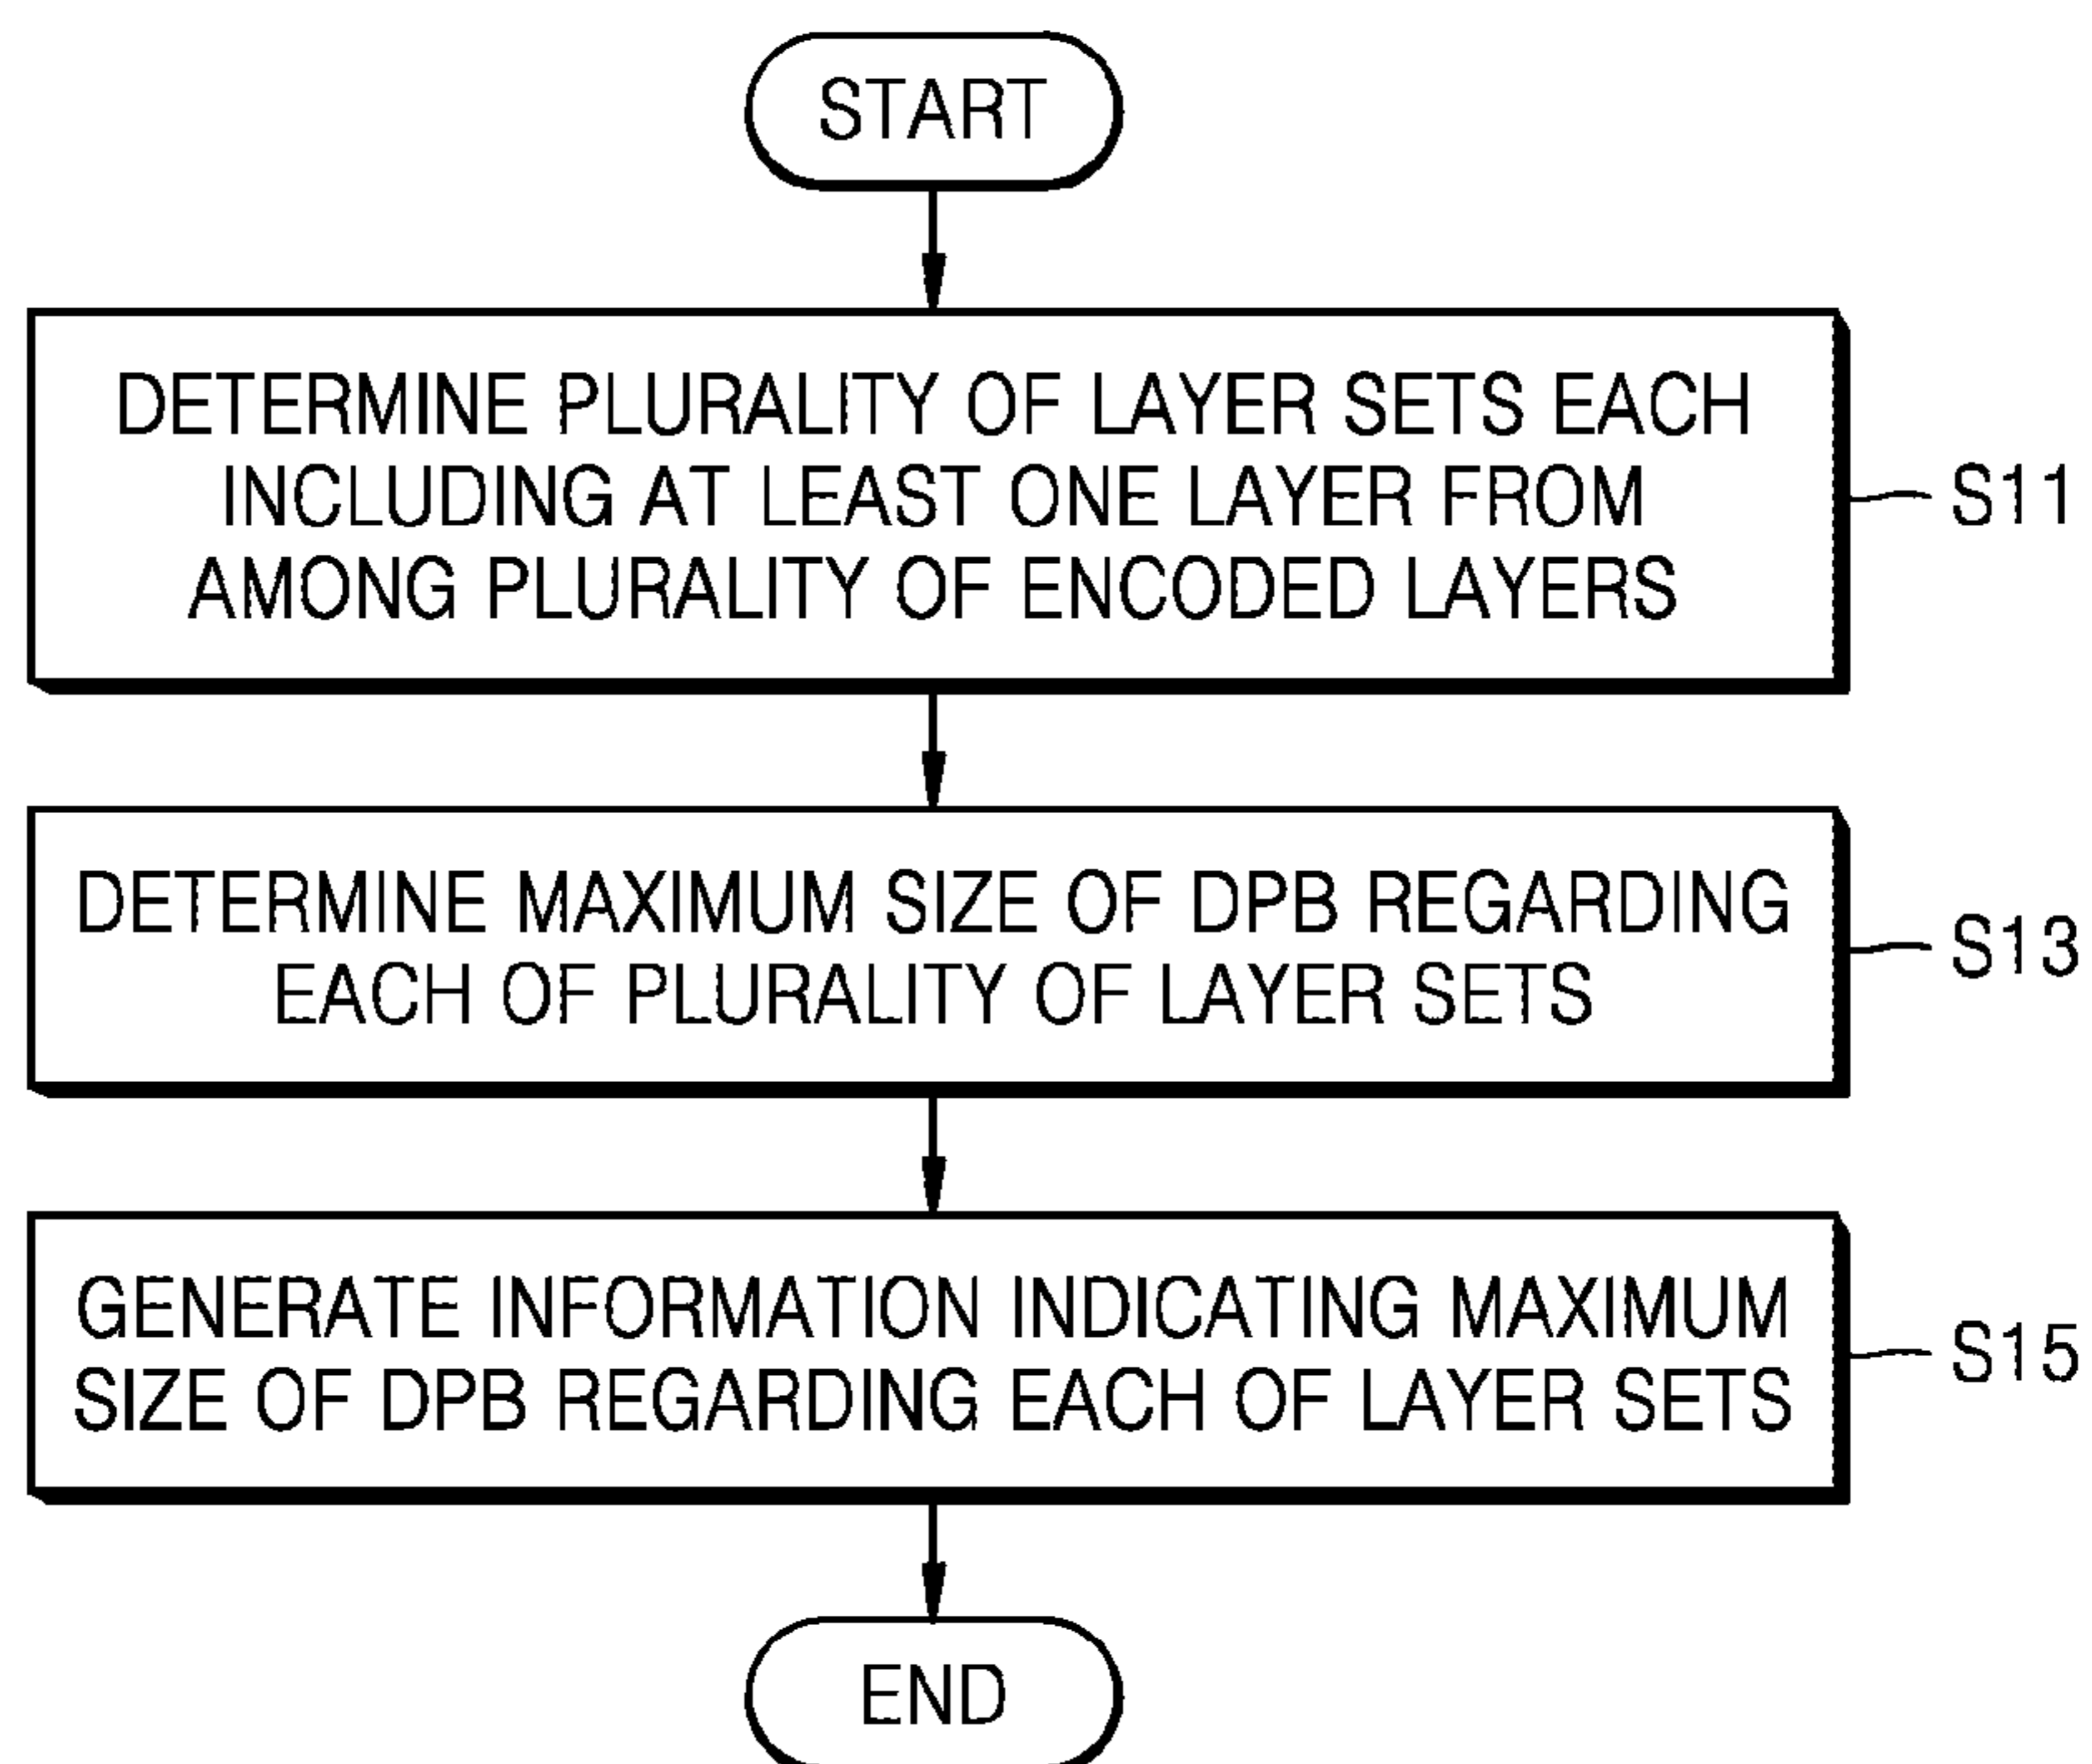 START
DETERMINE PLURALITY OF LAYER SETS EACH
INCLUDING AT LEAST ONE LAYER FROM
AMONG PLURALITY OF ENCODED LAYERS
S11
DETERMINE MAXIMUM SIZE OF DPB REGARDING
EACH OF PLURALITY OF LAYER SETS
S13
GENERATE INFORMATION INDICATING MAXIMUM
SIZE OF DPB REGARDING EACH OF LAYER SETS
S15
END